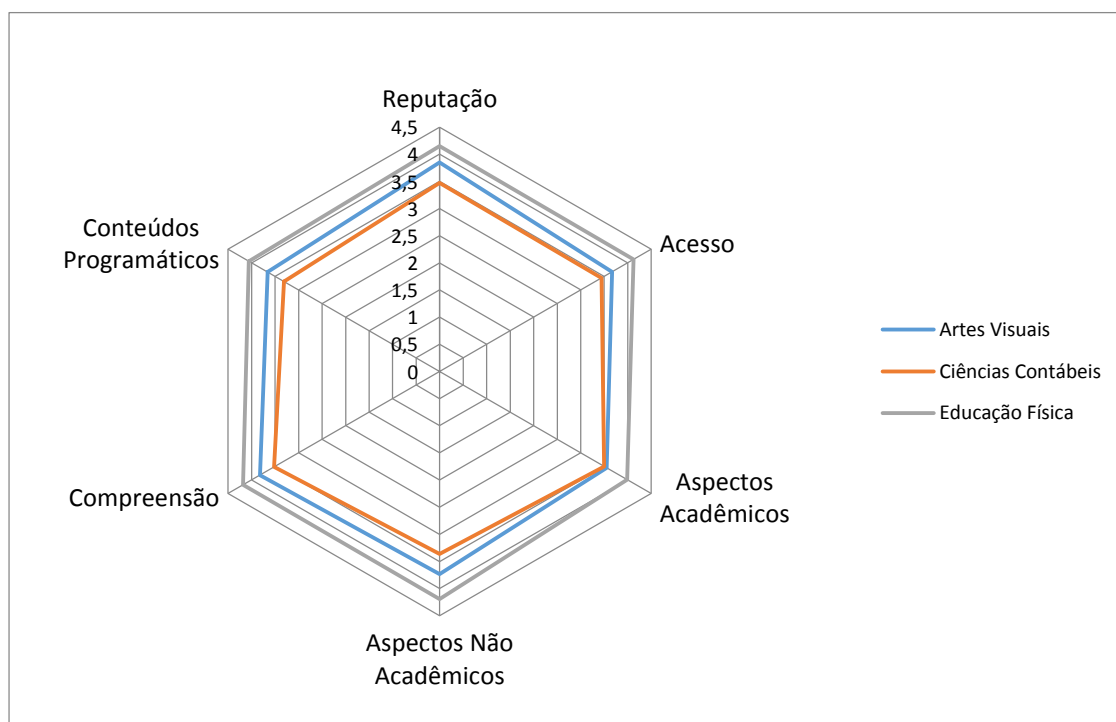 Reputação
4,5
4
3,5
3
2,5
2
1,5
1
0,5
0
Acesso
Aspectos
Acadêmicos
Aspectos Não
Acadêmicos
Compreensão
Conteúdos
Programáticos
Artes Visuais
Ciências Contábeis
Educação Física